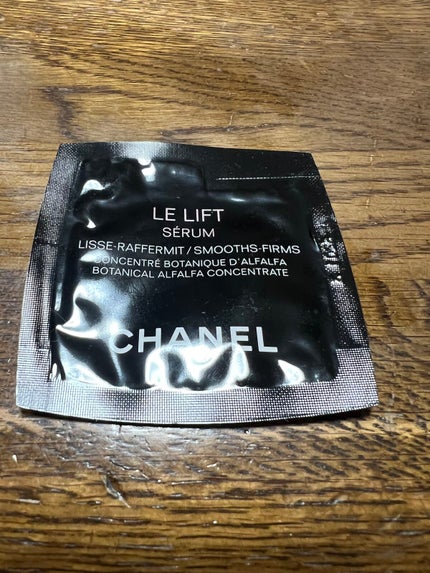 LE LIFT
SÉRUM
LISSE-RAFFERMIT / SMOOTHS-FIRMS
CONCENTRÉ BOTANIQUE D'ALFALFA
BOTANICAL ALFALFA CONCENTRATE
CHANEL